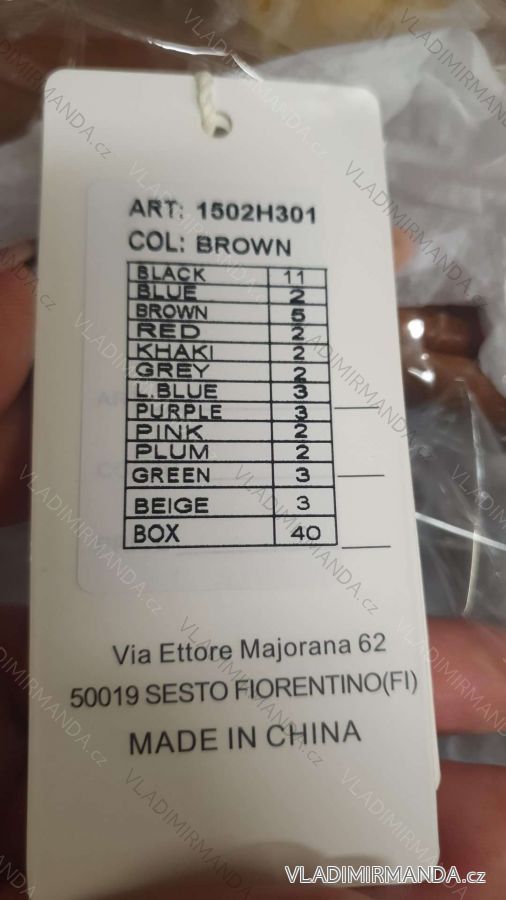 ART: 1502H301
COL: BROWN
BLACK 11
BLUE 2
BROWN 5
RED 2
KHAKI 2
GREY 2
L.BLUE 3
PURPLE 3
PINK 2
PLUM 2
GREEN 3
BEIGE 3
BOX 40
Via Ettore Majorana 62
50019 SESTO FIORENTINO(FI)
MADE IN CHINA
VLADIMIRMANDA.cz